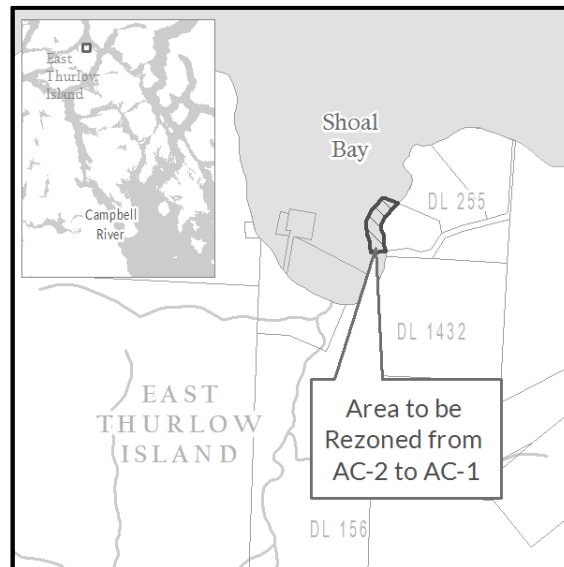 East
Thurlow
Island
Campbell
River
Shoal
Bay
DL 255
DL 1432
EAST
THURLOW
ISLAND
Area to be
Rezoned from
AC-2 to AC-1
DL 156